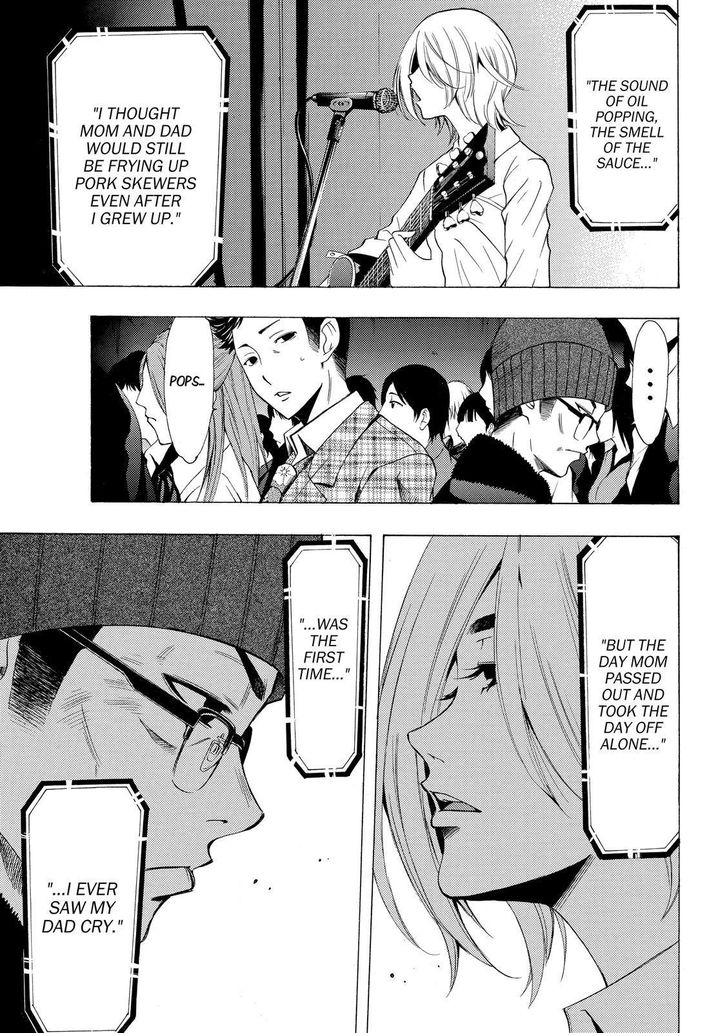 "THE SOUND
OF OIL
POPPING,
THE SMELL
OF THE
SAUCE..."
"I THOUGHT
MOM AND DAD
WOULD STILL
BE FRYING UP
PORK SKEWERS
EVEN AFTER
I GREW UP."
...
POPS...
"BUT THE
DAY MOM
PASSED
OUT AND
TOOK THE
DAY OFF
ALONE..."
"...WAS
THE
FIRST
TIME..."
"...I EVER
SAW MY
DAD CRY."